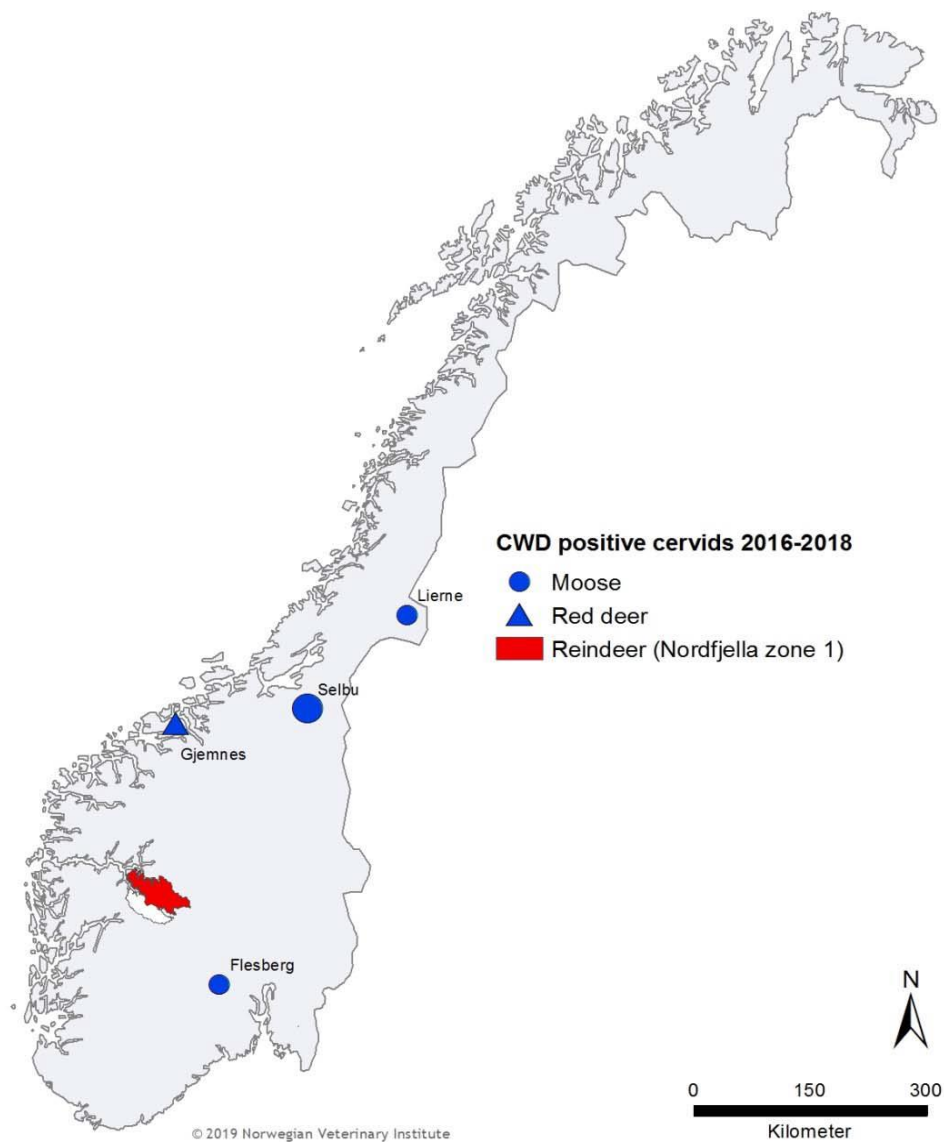 CWD positive cervids 2016-2018
Moose
Lierne
Red deer
Reindeer (Nordfjella zone 1)
Selbu
Gjemnes
Flesberg
N
0 150 300
Kilometer
© 2019 Norwegian Veterinary Institute